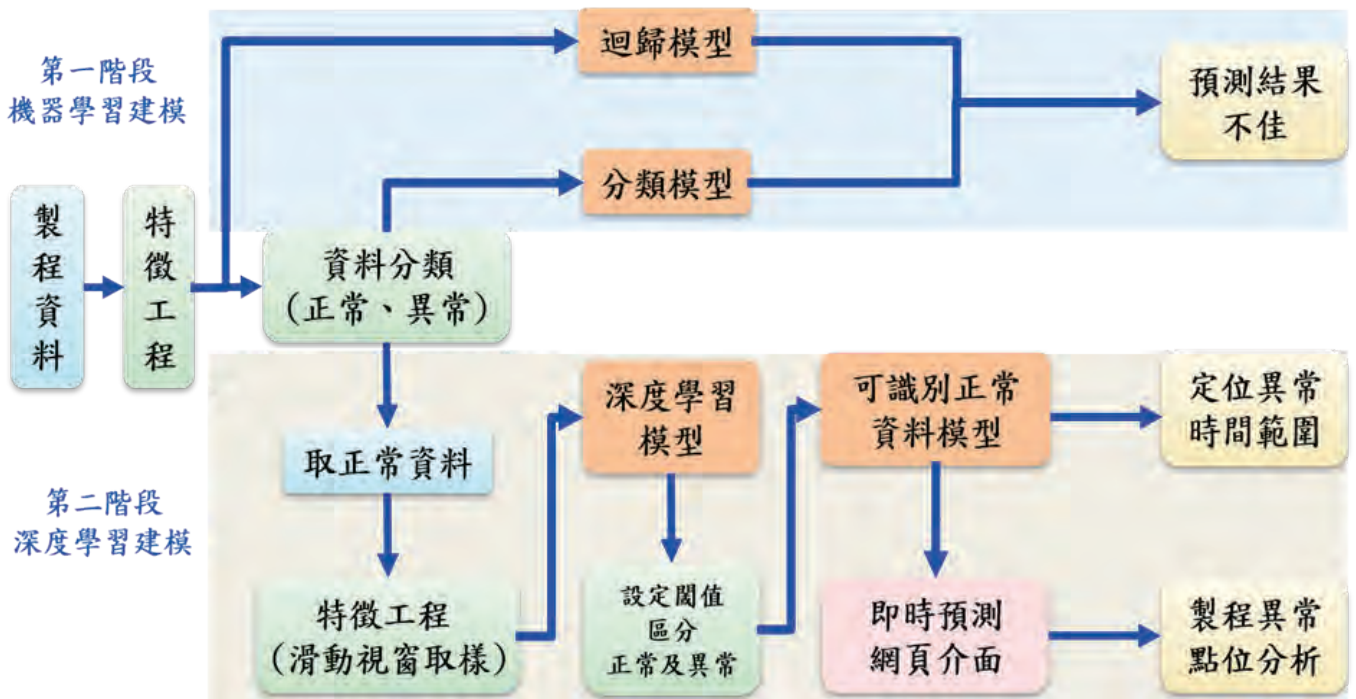 第一階段
機器學習建模
迴歸模型
預測結果
不佳
分類模型
製程資料
特徵工程
資料分類
(正常、異常)
第二階段
深度學習建模
取正常資料
特徵工程
(滑動視窗取樣)
深度學習
模型
設定閾值
區分
正常及異常
可識別正常
資料模型
即時預測
網頁介面
定位異常
時間範圍
製程異常
點位分析